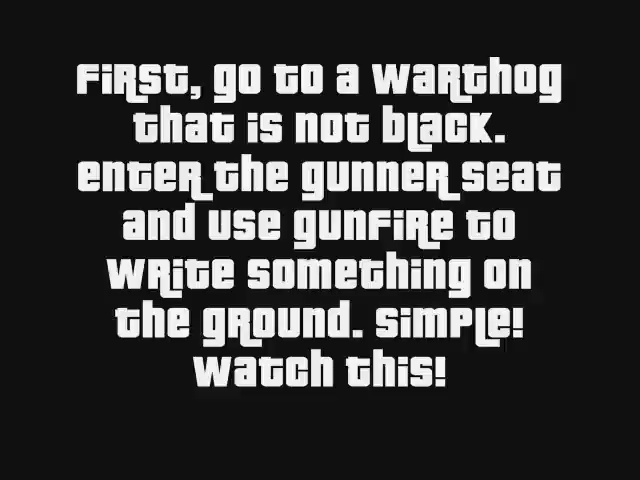 First, go to a warthog
that is not black.
enter the gunner seat
and use gunfire to
write something on
the ground. simple!
watch this!